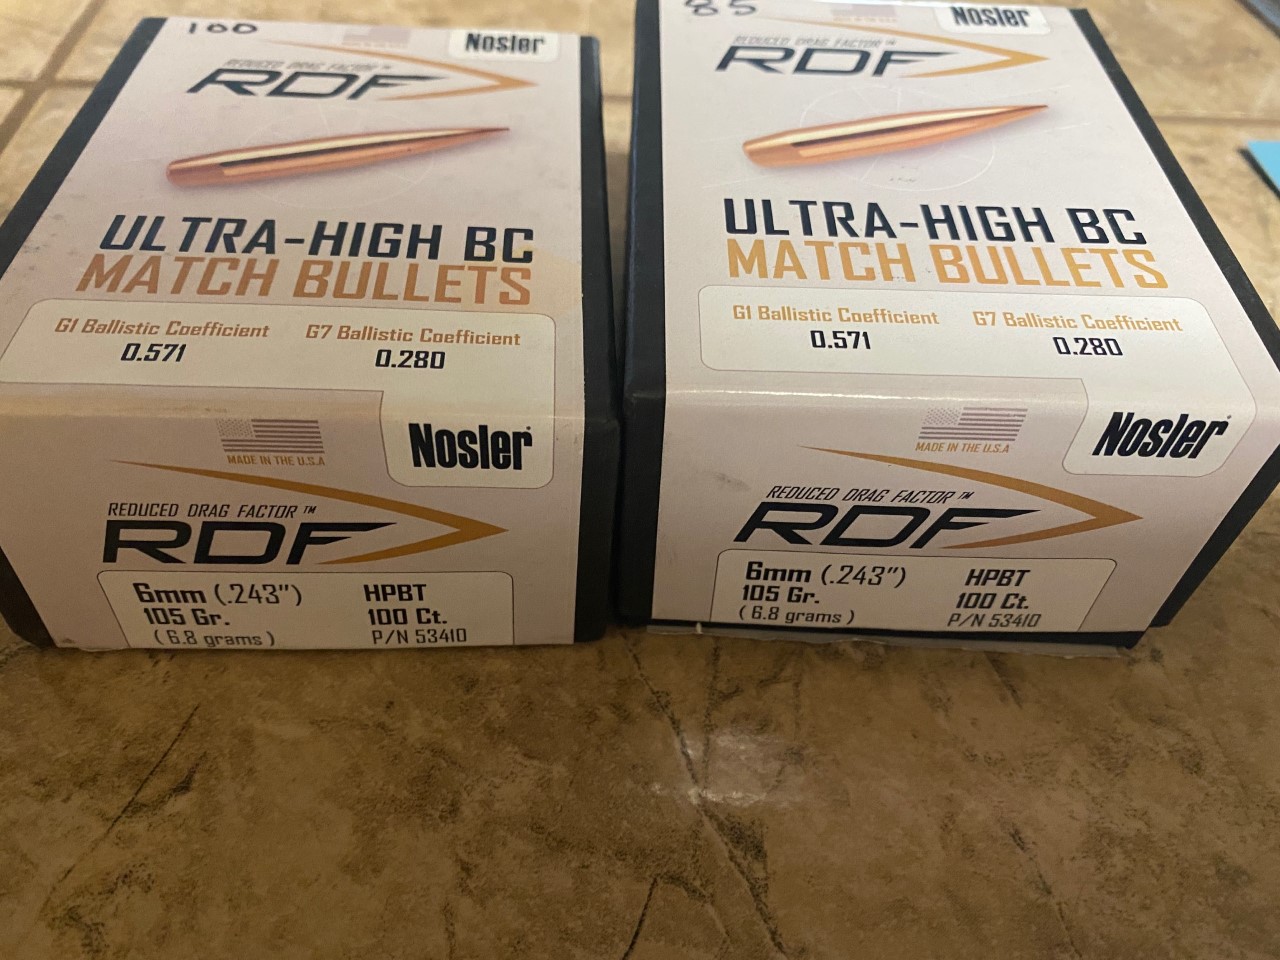 100
Nosler
REDUCED DRAG FACTOR™
RDF
ULTRA-HIGH BC
MATCH BULLETS
G1 Ballistic Coefficient
0.571
G7 Ballistic Coefficient
0.280
MADE IN THE U.S.A
Nosler®
REDUCED DRAG FACTOR™
RDF
6mm (.243")
105 Gr.
(6.8 grams)
HPBT
100 Ct.
P/N 53410
85
Nosler
REDUCED DRAG FACTOR™
RDF
ULTRA-HIGH BC
MATCH BULLETS
G1 Ballistic Coefficient
0.571
G7 Ballistic Coefficient
0.280
MADE IN THE U.S.A
Nosler®
REDUCED DRAG FACTOR™
RDF
6mm (.243")
105 Gr.
(6.8 grams)
HPBT
100 Ct.
P/N 53410